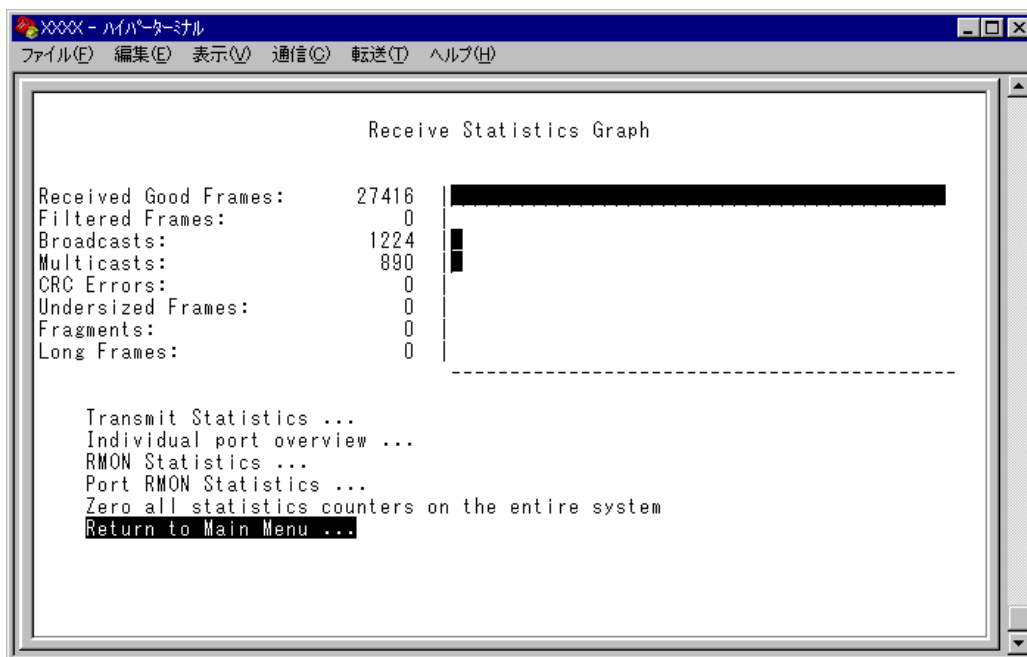 XXXX - ハイパーターミナル
ファイル(F) 編集(E) 表示(V) 通信(C) 転送(T) ヘルプ(H)
Receive Statistics Graph
Received Good Frames: 27416
Filtered Frames: 0
Broadcasts: 1224
Multicasts: 890
CRC Errors: 0
Undersized Frames: 0
Fragments: 0
Long Frames: 0
Transmit Statistics ...
Individual port overview ...
RMON Statistics ...
Port RMON Statistics ...
Zero all statistics counters on the entire system
Return to Main Menu ...